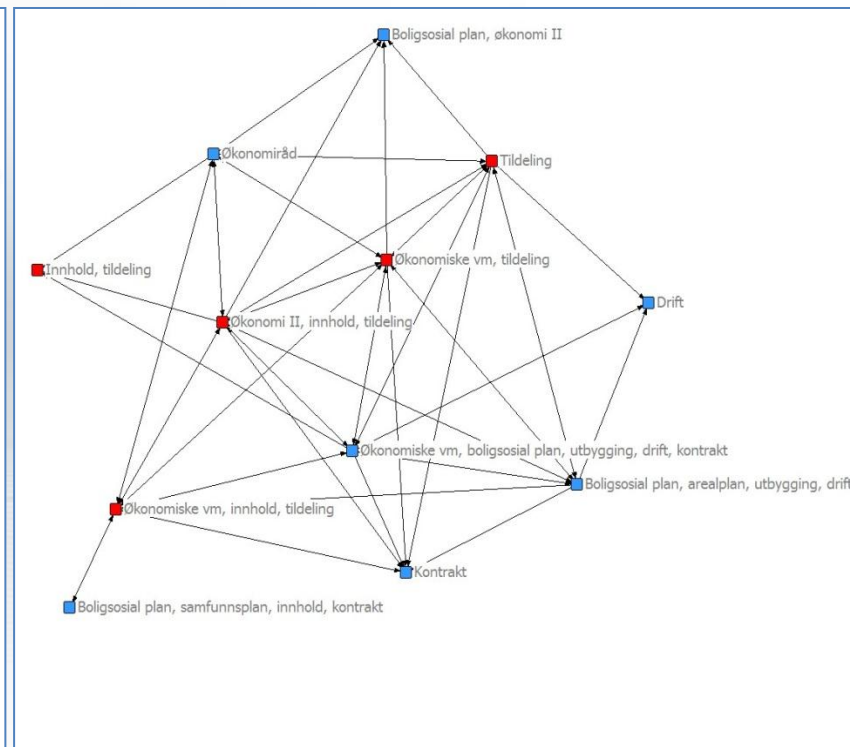 Boligsosial plan, økonomi II
Økonomiråd
Tildeling
Økonomiske vm, tildeling
Innhold, tildeling
Drift
Økonomi II, innhold, tildeling
Økonomiske vm, boligsosial plan, utbygging, drift, kontrakt
Boligsosial plan, arealplan, utbygging, drift
Økonomiske vm, innhold, tildeling
Kontrakt
Boligsosial plan, samfunnsplan, innhold, kontrakt